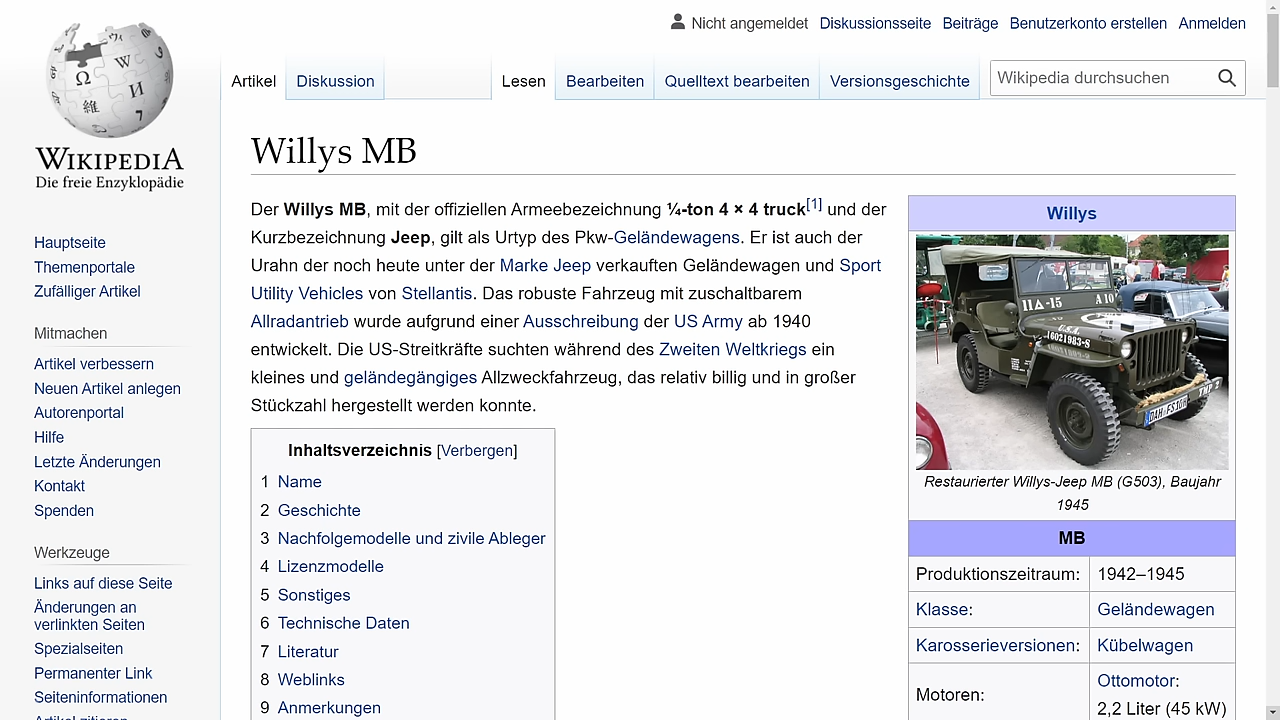 Nicht angemeldet Diskussionsseite Beiträge Benutzerkonto erstellen Anmelden
Artikel Diskussion Lesen Bearbeiten Quelltext bearbeiten Versionsgeschichte Wikipedia durchsuchen
WIKIPEDIA
Die freie Enzyklopädie
Hauptseite
Themenportale
Zufälliger Artikel
Mitmachen
Artikel verbessern
Neuen Artikel anlegen
Autorenportal
Hilfe
Letzte Änderungen
Kontakt
Spenden
Werkzeuge
Links auf diese Seite
Änderungen an
verlinkten Seiten
Spezialseiten
Permanenter Link
Seiteninformationen
Artikel zitieren
Willys MB
Der Willys MB, mit der offiziellen Armeebezeichnung ¼-ton 4 × 4 truck[1] und der
Kurzbezeichnung Jeep, gilt als Urtyp des Pkw-Geländewagens. Er ist auch der
Urahn der noch heute unter der Marke Jeep verkauften Geländewagen und Sport
Utility Vehicles von Stellantis. Das robuste Fahrzeug mit zuschaltbarem
Allradantrieb wurde aufgrund einer Ausschreibung der US Army ab 1940
entwickelt. Die US-Streitkräfte suchten während des Zweiten Weltkriegs ein
kleines und geländegängiges Allzweckfahrzeug, das relativ billig und in großer
Stückzahl hergestellt werden konnte.
Inhaltsverzeichnis [Verbergen]
1 Name
2 Geschichte
3 Nachfolgemodelle und zivile Ableger
4 Lizenzmodelle
5 Sonstiges
6 Technische Daten
7 Literatur
8 Weblinks
9 Anmerkungen
Willys
11A-15 A 10
U.S.A.
16021983-S
Restaurierter Willys-Jeep MB (G503), Baujahr
1945
MB
Produktionszeitraum: 1942–1945
Klasse: Geländewagen
Karosserieversionen: Kübelwagen
Motoren: Ottomotor:
2,2 Liter (45 kW)